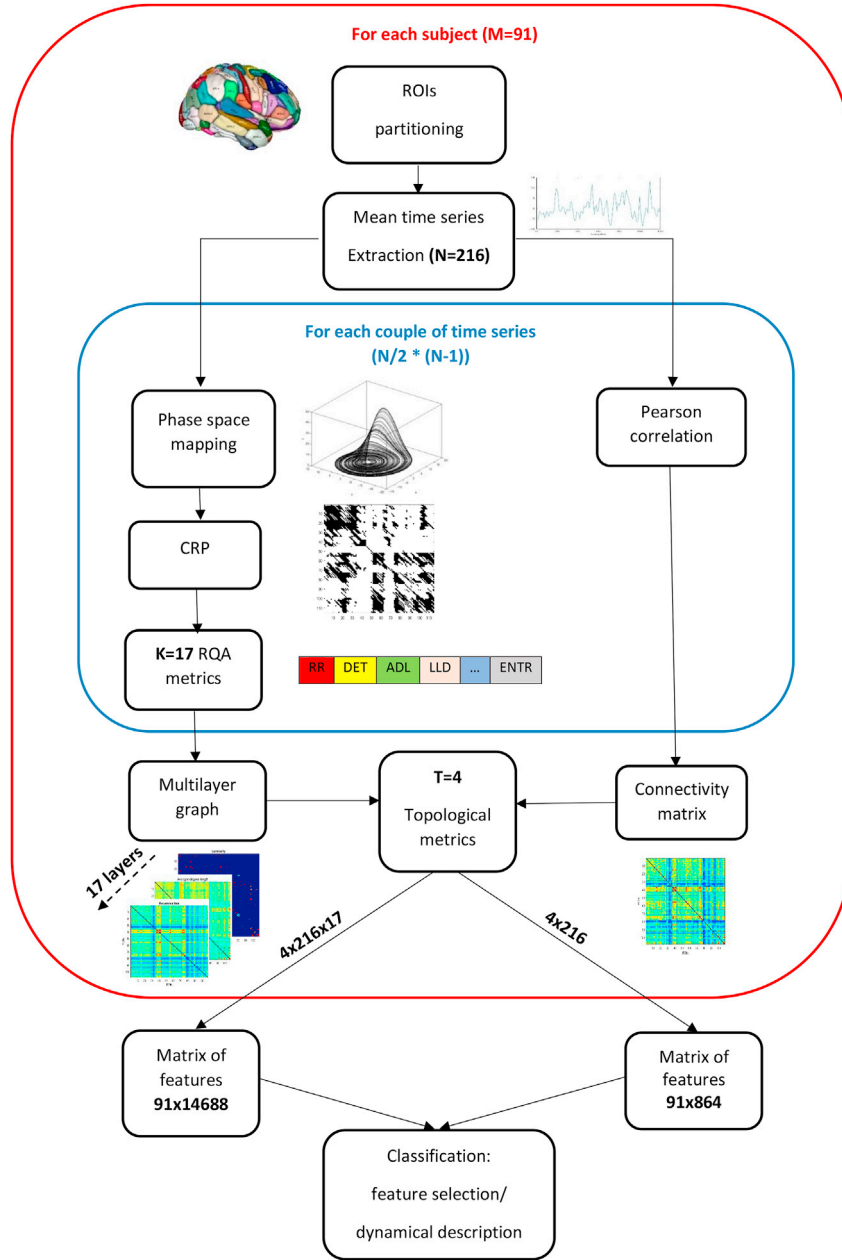 For each subject (M=91)
ROIs
partitioning
Mean time series
Extraction (N=216)
For each couple of time series
(N/2 * (N-1))
Phase space
mapping
Pearson
correlation
CRP
K=17 RQA
metrics
RR DET ADL LLD ... ENTR
Multilayer
graph
T=4
Topological
metrics
Connectivity
matrix
17 layers
4x216x17
4x216
Matrix of
features
91x14688
Matrix of
features
91x864
Classification:
feature selection/
dynamical description